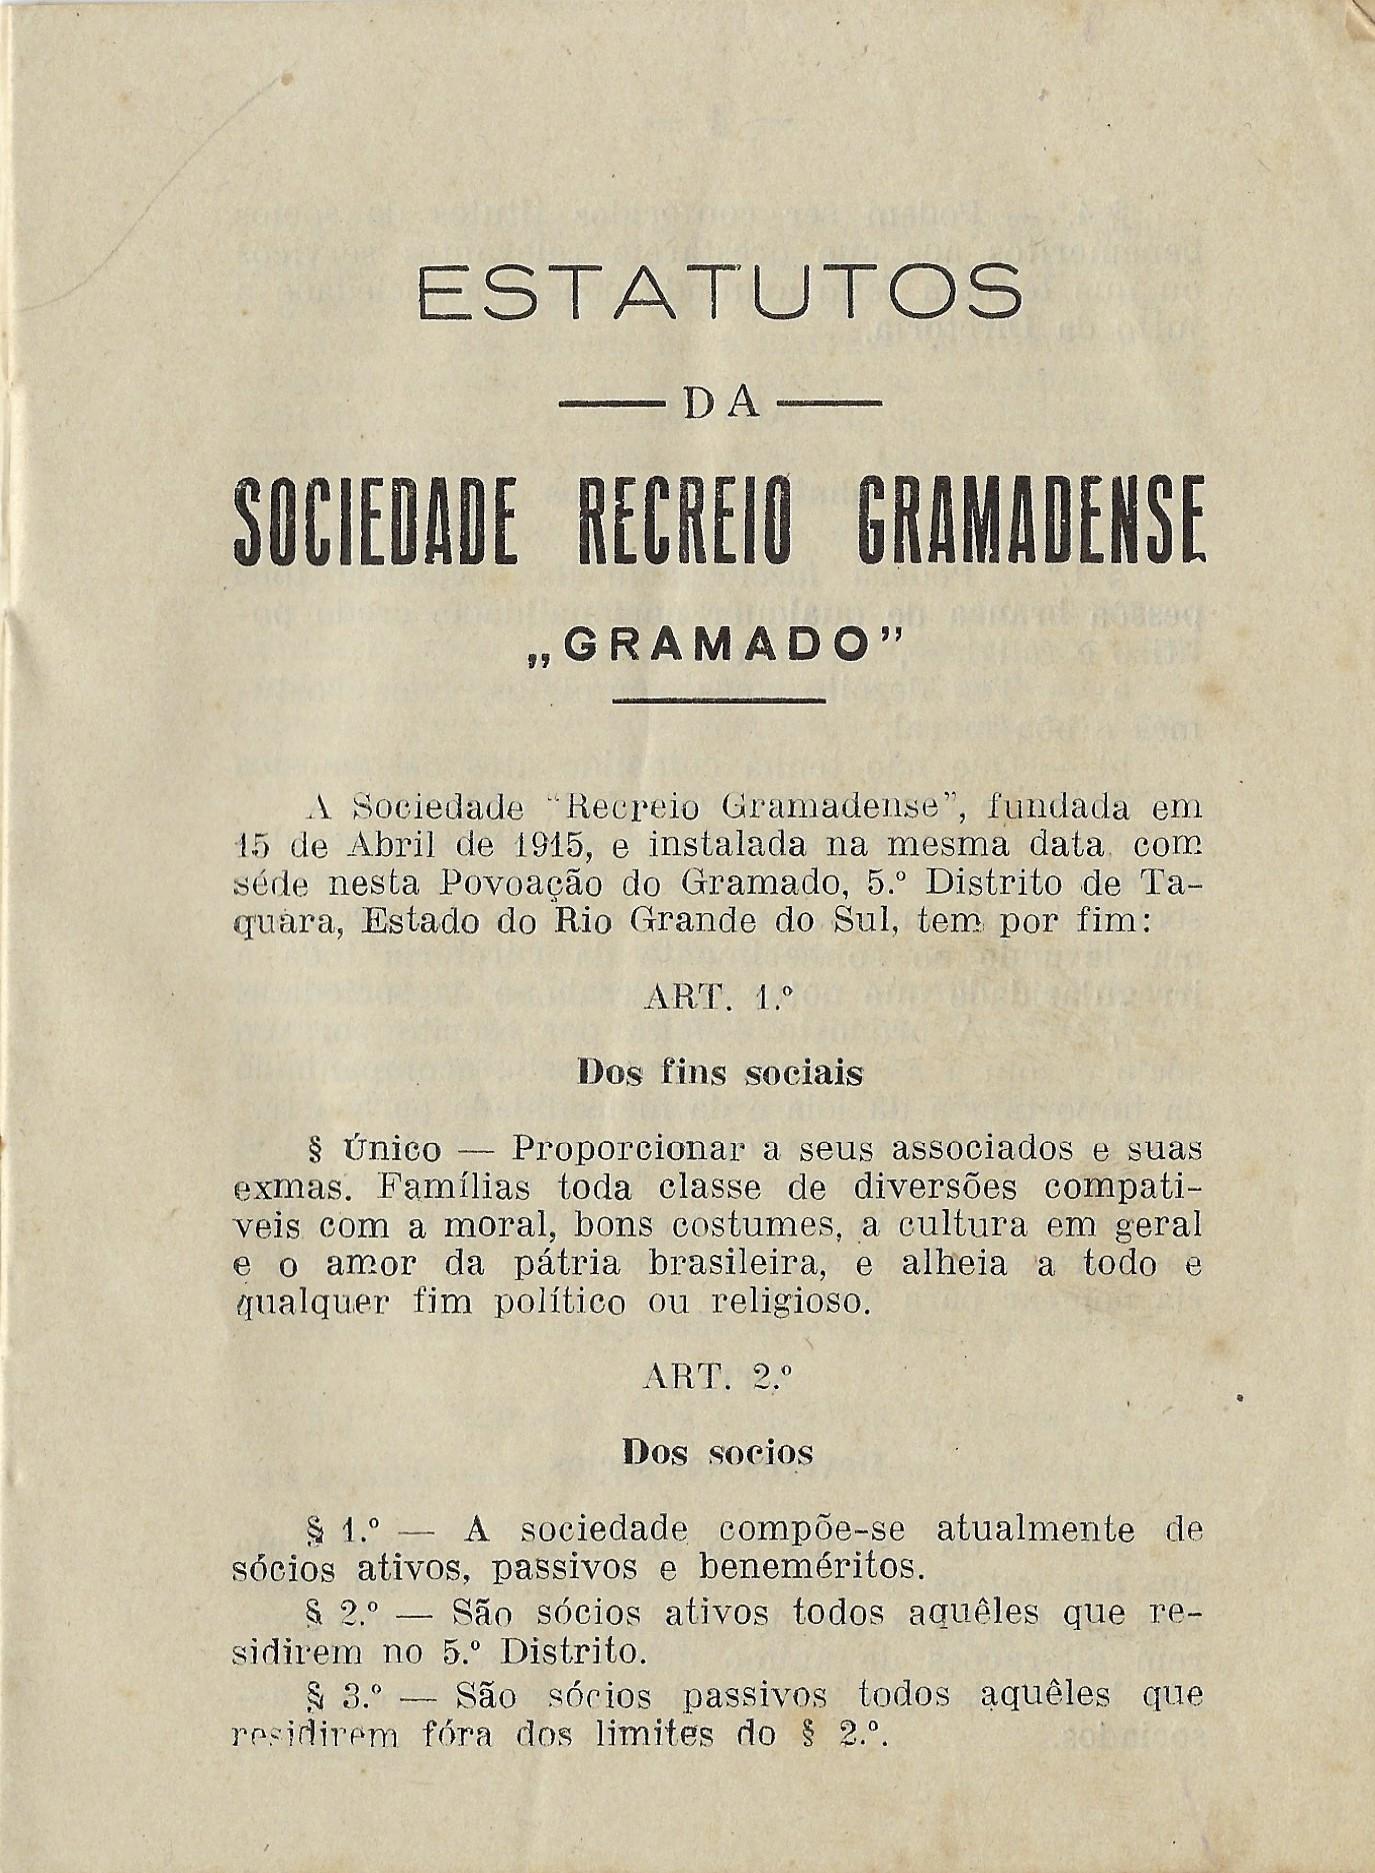 ESTATUTOS
— DA —
SOCIEDADE RECREIO GRAMADENSE
„GRAMADO”
A Sociedade “Recreio Gramadense”, fundada em
15 de Abril de 1915, e instalada na mesma data com
séde nesta Povoação do Gramado, 5.º Distrito de Ta-
quara, Estado do Rio Grande do Sul, tem por fim:
ART. 1.º
Dos fins sociais
§ Único — Proporcionar a seus associados e suas
exmas. Famílias toda classe de diversões compati-
veis com a moral, bons costumes, a cultura em geral
e o amor da pátria brasileira, e alheia a todo e
qualquer fim político ou religioso.
ART. 2.º
Dos socios
§ 1.º — A sociedade compõe-se atualmente de
sócios ativos, passivos e beneméritos.
§ 2.º — São sócios ativos todos aquêles que re-
sidirem no 5.º Distrito.
§ 3.º — São sócios passivos todos aquêles que
residirem fóra dos limites do § 2.º.